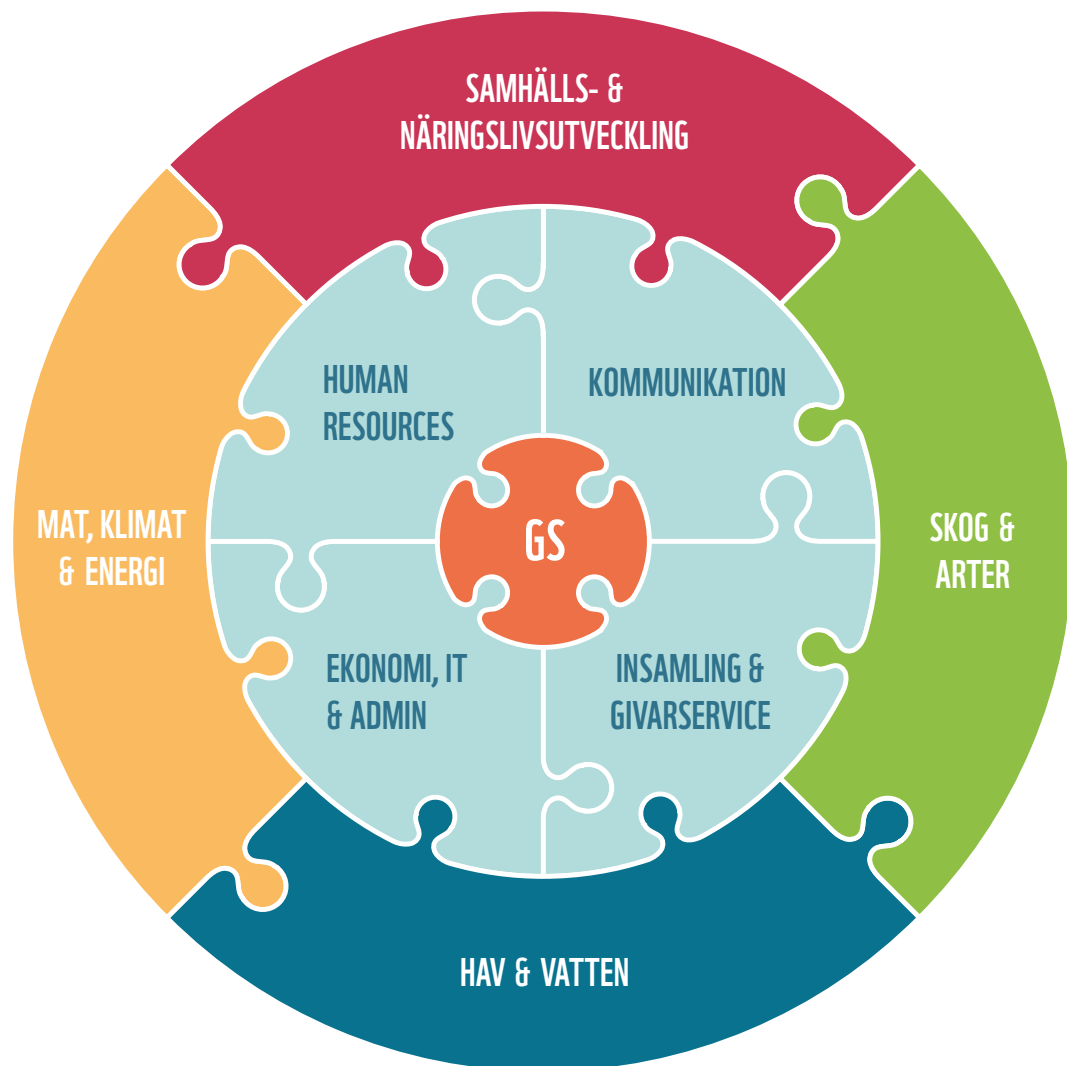 SAMHÄLLS- &
NÄRINGSLIVSUTVECKLING
HUMAN
RESOURCES
KOMMUNIKATION
MAT, KLIMAT
& ENERGI
GS
SKOG &
ARTER
EKONOMI, IT
& ADMIN
INSAMLING &
GIVARSERVICE
HAV & VATTEN